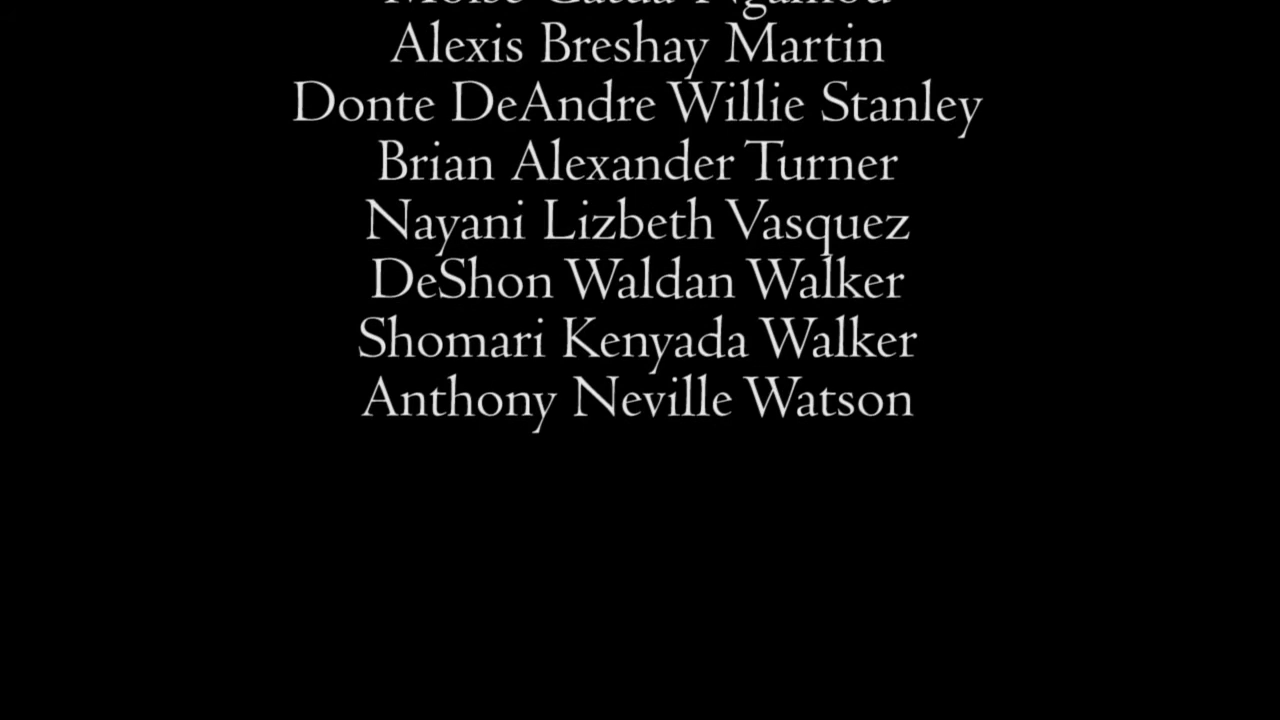 Alexis Breshay Martin
Donte DeAndre Willie Stanley
Brian Alexander Turner
Nayani Lizbeth Vasquez
DeShon Waldan Walker
Shomari Kenyada Walker
Anthony Neville Watson